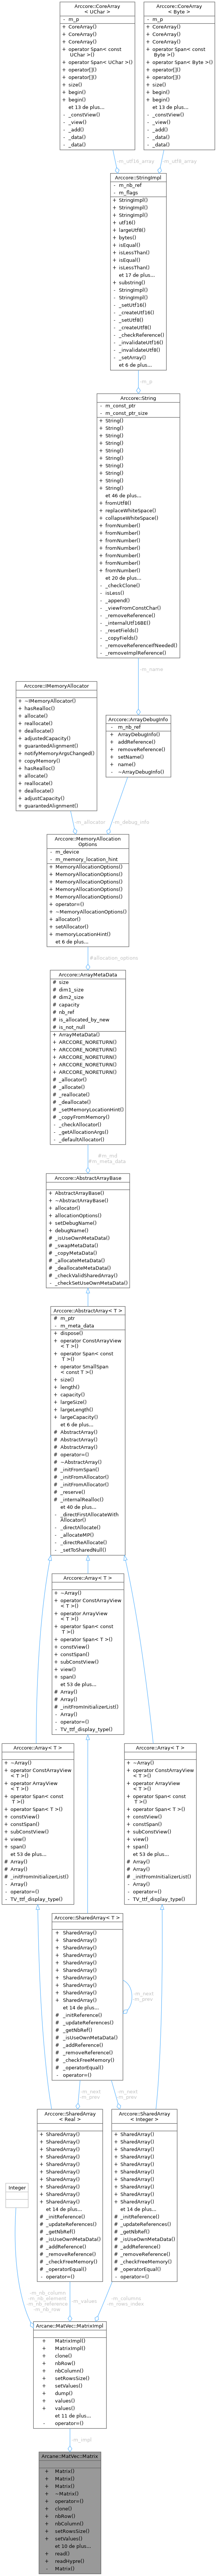 Arccore::CoreArray
< UChar >
- m_p
+ CoreArray()
+ CoreArray()
+ CoreArray()
+ operator Span< const
UChar >()
+ operator Span< UChar >()
+ operator[]()
+ operator[]()
+ size()
+ begin()
+ begin()
et 13 de plus...
- _constView()
- _view()
- _add()
- _data()
- _data()
Arccore::CoreArray
< Byte >
- m_p
+ CoreArray()
+ CoreArray()
+ CoreArray()
+ operator Span< const
Byte >()
+ operator Span< Byte >()
+ operator[]()
+ operator[]()
+ size()
+ begin()
+ begin()
et 13 de plus...
- _constView()
- _view()
- _add()
- _data()
- _data()
-m_utf16_array
-m_utf8_array
Arccore::StringImpl
- m_nb_ref
- m_flags
+ StringImpl()
+ StringImpl()
+ StringImpl()
+ utf16()
+ largeUtf8()
+ bytes()
+ isEqual()
+ isLessThan()
+ isEqual()
+ isLessThan()
et 17 de plus...
+ substring()
- StringImpl()
- StringImpl()
- _setUtf16()
- _createUtf16()
- _setUtf8()
- _createUtf8()
- _checkReference()
- _invalidateUtf16()
- _invalidateUtf8()
- _setArray()
et 6 de plus...
-m_p
Arccore::String
- m_const_ptr
- m_const_ptr_size
+ String()
+ String()
+ String()
+ String()
+ String()
+ String()
+ String()
+ String()
+ String()
+ String()
et 46 de plus...
+ fromUtf8()
+ replaceWhiteSpace()
+ collapseWhiteSpace()
+ fromNumber()
+ fromNumber()
+ fromNumber()
+ fromNumber()
+ fromNumber()
+ fromNumber()
+ fromNumber()
et 20 de plus...
- _checkClone()
- isLess()
- _append()
- _viewFromConstChar()
- _removeReference()
- _internalUtf16BE()
- _resetFields()
- _copyFields()
- _removeReferenceIfNeeded()
- _removeImplReference()
-m_name
Arccore::IMemoryAllocator
+ ~IMemoryAllocator()
+ hasRealloc()
+ allocate()
+ reallocate()
+ deallocate()
+ adjustedCapacity()
+ guarantedAlignment()
+ notifyMemoryArgsChanged()
+ copyMemory()
+ hasRealloc()
+ allocate()
+ reallocate()
+ deallocate()
+ adjustCapacity()
+ guarantedAlignment()
Arccore::ArrayDebugInfo
- m_nb_ref
+ ArrayDebugInfo()
+ addReference()
+ removeReference()
+ setName()
+ name()
- ~ArrayDebugInfo()
-m_allocator
-m_debug_info
Arccore::MemoryAllocation
Options
- m_device
- m_memory_location_hint
+ MemoryAllocationOptions()
+ MemoryAllocationOptions()
+ MemoryAllocationOptions()
+ MemoryAllocationOptions()
+ MemoryAllocationOptions()
+ operator=()
+ ~MemoryAllocationOptions()
+ allocator()
+ setAllocator()
+ memoryLocationHint()
et 6 de plus...
#allocation_options
Arccore::ArrayMetaData
# size
# dim1_size
# dim2_size
# capacity
# nb_ref
# is_allocated_by_new
# is_not_null
+ ArrayMetaData()
+ ARCCORE_NORETURN()
+ ARCCORE_NORETURN()
+ ARCCORE_NORETURN()
+ ARCCORE_NORETURN()
+ ARCCORE_NORETURN()
# _allocator()
# _allocate()
# _reallocate()
# _deallocate()
# _setMemoryLocationHint()
# _copyFromMemory()
- _checkAllocator()
- _getAllocationArgs()
- _defaultAllocator()
#m_md
#m_meta_data
Arccore::AbstractArrayBase
+ AbstractArrayBase()
+ ~AbstractArrayBase()
+ allocator()
+ allocationOptions()
+ setDebugName()
+ debugName()
# _isUseOwnMetaData()
# _swapMetaData()
# _copyMetaData()
# _allocateMetaData()
# _deallocateMetaData()
# _checkValidSharedArray()
- _checkSetUseOwnMetaData()
Arccore::AbstractArray< T >
# m_ptr
- m_meta_data
+ dispose()
+ operator ConstArrayView
< T >()
+ operator Span< const
T >()
+ operator SmallSpan
< const T >()
+ size()
+ length()
+ capacity()
+ largeSize()
+ largeLength()
+ largeCapacity()
et 6 de plus...
# AbstractArray()
# AbstractArray()
# AbstractArray()
# operator=()
# ~AbstractArray()
# _initFromSpan()
# _initFromAllocator()
# _initFromAllocator()
# _reserve()
# _internalRealloc()
et 40 de plus...
- _directFirstAllocateWith
Allocator()
- _directAllocate()
- _allocateMP()
- _directReAllocate()
- _setToSharedNull()
Arccore::Array< T >
+ ~Array()
+ operator ConstArrayView
< T >()
+ operator ArrayView
< T >()
+ operator Span< const
T >()
+ operator Span< T >()
+ constView()
+ constSpan()
+ subConstView()
+ view()
+ span()
et 53 de plus...
# Array()
# Array()
# _initFromInitializerList()
- Array()
- operator=()
- TV_ttf_display_type()
Arccore::Array< T >
+ ~Array()
+ operator ConstArrayView
< T >()
+ operator ArrayView
< T >()
+ operator Span< const
T >()
+ operator Span< T >()
+ constView()
+ constSpan()
+ subConstView()
+ view()
+ span()
et 53 de plus...
# Array()
# Array()
# _initFromInitializerList()
- Array()
- operator=()
- TV_ttf_display_type()
Arccore::Array< T >
+ ~Array()
+ operator ConstArrayView
< T >()
+ operator ArrayView
< T >()
+ operator Span< const
T >()
+ operator Span< T >()
+ constView()
+ constSpan()
+ subConstView()
+ view()
+ span()
et 53 de plus...
# Array()
# Array()
# _initFromInitializerList()
- Array()
- operator=()
- TV_ttf_display_type()
Arccore::SharedArray< T >
+ SharedArray()
+ SharedArray()
+ SharedArray()
+ SharedArray()
+ SharedArray()
+ SharedArray()
+ SharedArray()
+ SharedArray()
+ SharedArray()
+ SharedArray()
et 14 de plus...
# _initReference()
# _updateReferences()
# _getNbRef()
# _isUseOwnMetaData()
# _addReference()
# _removeReference()
# _checkFreeMemory()
# _operatorEqual()
- operator=()
-m_next
-m_prev
-m_next
-m_prev
-m_next
-m_prev
Arccore::SharedArray
< Real >
+ SharedArray()
+ SharedArray()
+ SharedArray()
+ SharedArray()
+ SharedArray()
+ SharedArray()
+ SharedArray()
+ SharedArray()
+ SharedArray()
+ SharedArray()
et 14 de plus...
# _initReference()
# _updateReferences()
# _getNbRef()
# _isUseOwnMetaData()
# _addReference()
# _removeReference()
# _checkFreeMemory()
# _operatorEqual()
- operator=()
Arccore::SharedArray
< Integer >
+ SharedArray()
+ SharedArray()
+ SharedArray()
+ SharedArray()
+ SharedArray()
+ SharedArray()
+ SharedArray()
+ SharedArray()
+ SharedArray()
+ SharedArray()
et 14 de plus...
# _initReference()
# _updateReferences()
# _getNbRef()
# _isUseOwnMetaData()
# _addReference()
# _removeReference()
# _checkFreeMemory()
# _operatorEqual()
- operator=()
Integer
-m_nb_column
-m_nb_element
-m_nb_reference
-m_nb_row
-m_values
-m_columns
-m_rows_index
Arcane::MatVec::MatrixImpl
+ MatrixImpl()
+ MatrixImpl()
+ clone()
+ nbRow()
+ nbColumn()
+ setRowsSize()
+ setValues()
+ dump()
+ values()
+ values()
et 11 de plus...
- operator=()
-m_impl
Arcane::MatVec::Matrix
+ Matrix()
+ Matrix()
+ Matrix()
+ ~Matrix()
+ operator=()
+ clone()
+ nbRow()
+ nbColumn()
+ setRowsSize()
+ setValues()
et 10 de plus...
+ read()
+ readHypre()
- Matrix()